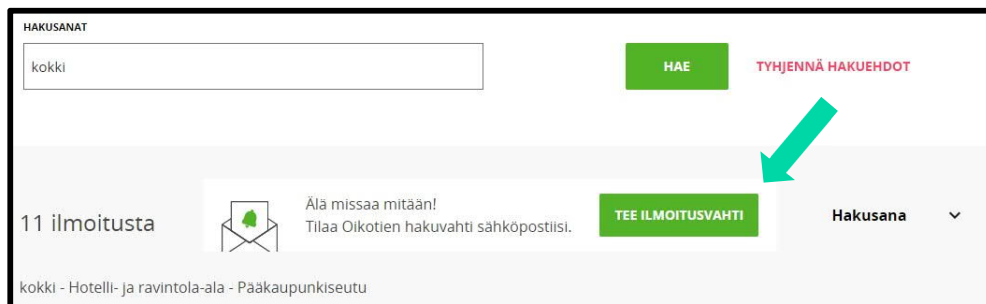 HAKUSANAT
kokki
HAE
TYHJENNÄ HAKUEHDOT
11 ilmoitusta
Älä missaa mitään!
Tilaa Oikotien hakuvahti sähköpostiisi.
TEE ILMOITUSVAHTI
Hakusana
kokki - Hotelli- ja ravintola-ala - Pääkaupunkiseutu